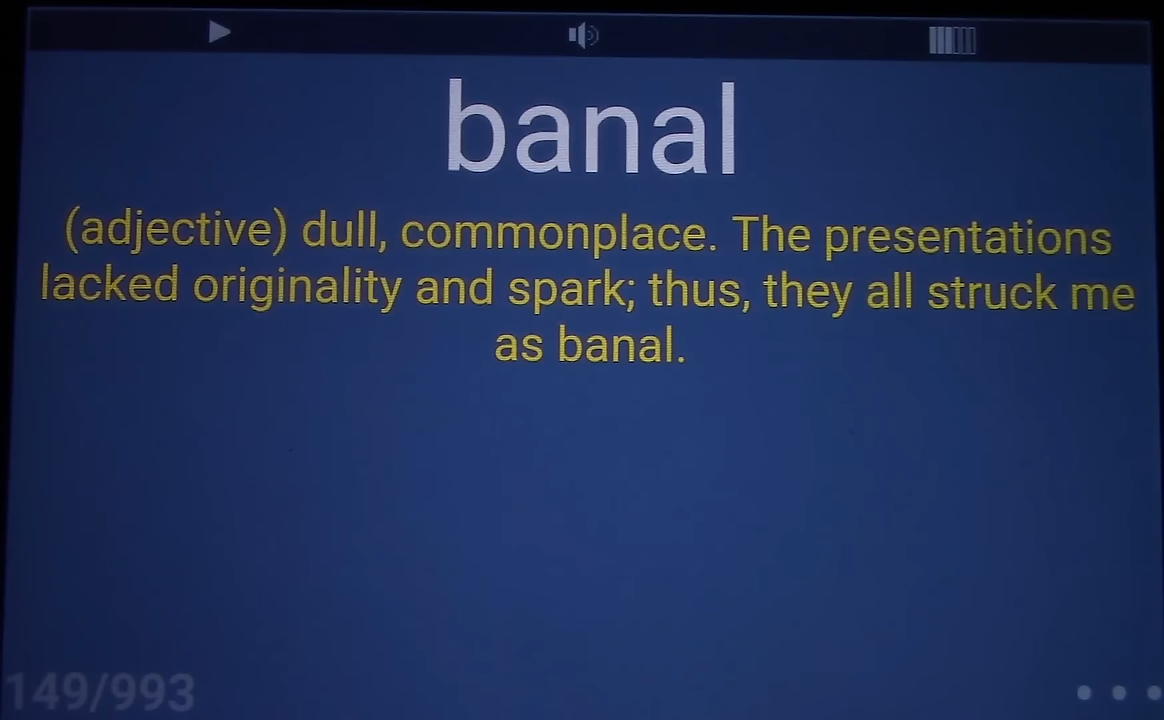 banal
(adjective) dull, commonplace. The presentations
lacked originality and spark; thus, they all struck me
as banal.
149/993